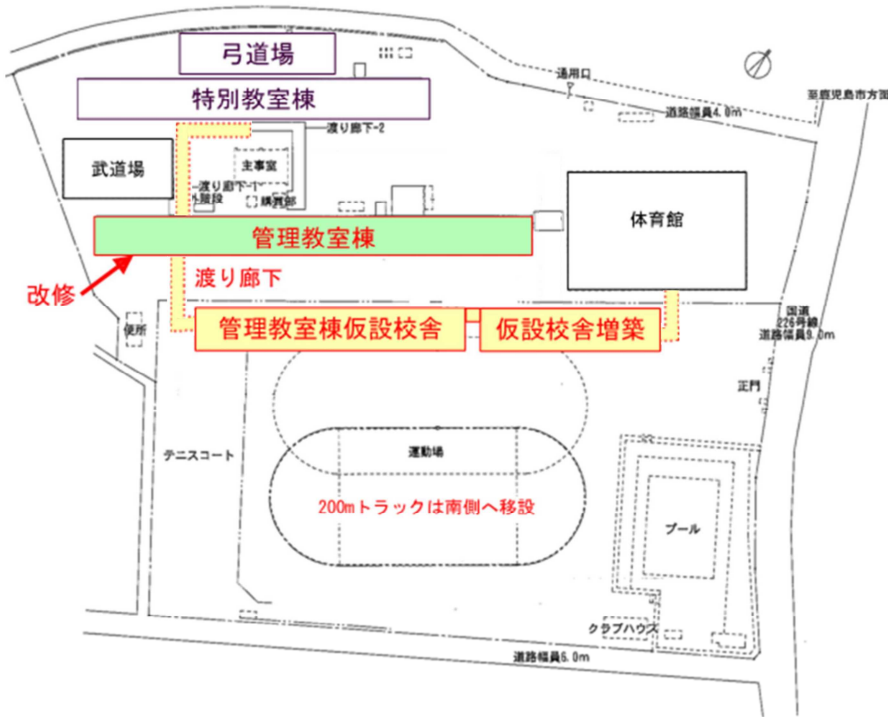 弓道場
通用口
特別教室棟
至鹿児島市方面
道路幅員4.0m
渡り廊下-2
武道場
主事室
渡り廊下-1
外階段
購買部
体育館
管理教室棟
渡り廊下
改修
管理教室棟仮設校舎
仮設校舎増築
便所
国道
226号線
道路幅員9.0m
正門
テニスコート
運動場
200mトラックは南側へ移設
プール
クラブハウス
道路幅員6.0m